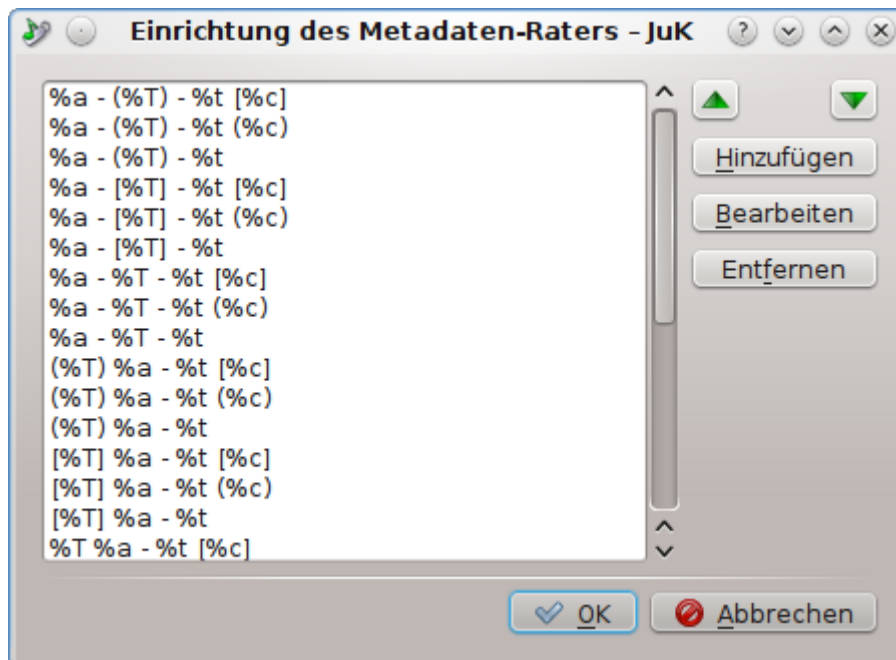 Einrichtung des Metadaten-Raters – JuK
%a - (%T) - %t [%c]
%a - (%T) - %t (%c)
%a - (%T) - %t
%a - [%T] - %t [%c]
%a - [%T] - %t (%c)
%a - [%T] - %t
%a - %T - %t [%c]
%a - %T - %t (%c)
%a - %T - %t
(%T) %a - %t [%c]
(%T) %a - %t (%c)
(%T) %a - %t
[%T] %a - %t [%c]
[%T] %a - %t (%c)
[%T] %a - %t
%T %a - %t [%c]
Hinzufügen
Bearbeiten
Entfernen
OK
Abbrechen